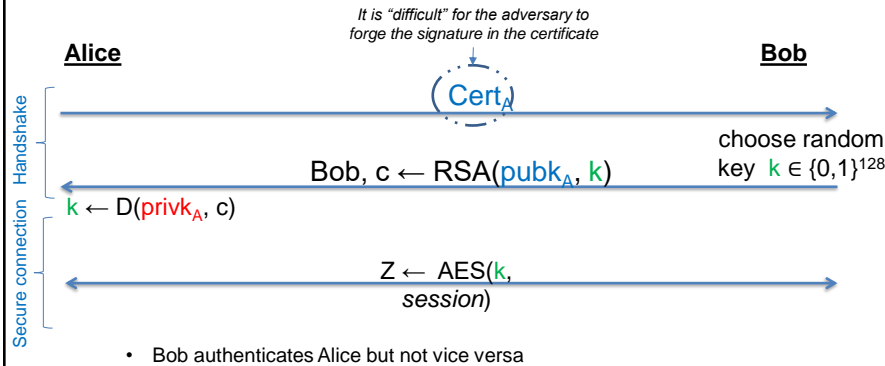 It is “difficult” for the adversary to
forge the signature in the certificate
Alice
Bob
Cert_A
Handshake
choose random
key k ∈ {0,1}¹²⁸
Bob, c ← RSA(pubk_A, k)
k ← D(privk_A, c)
Secure connection
Z ← AES(k,
session)
• Bob authenticates Alice but not vice versa